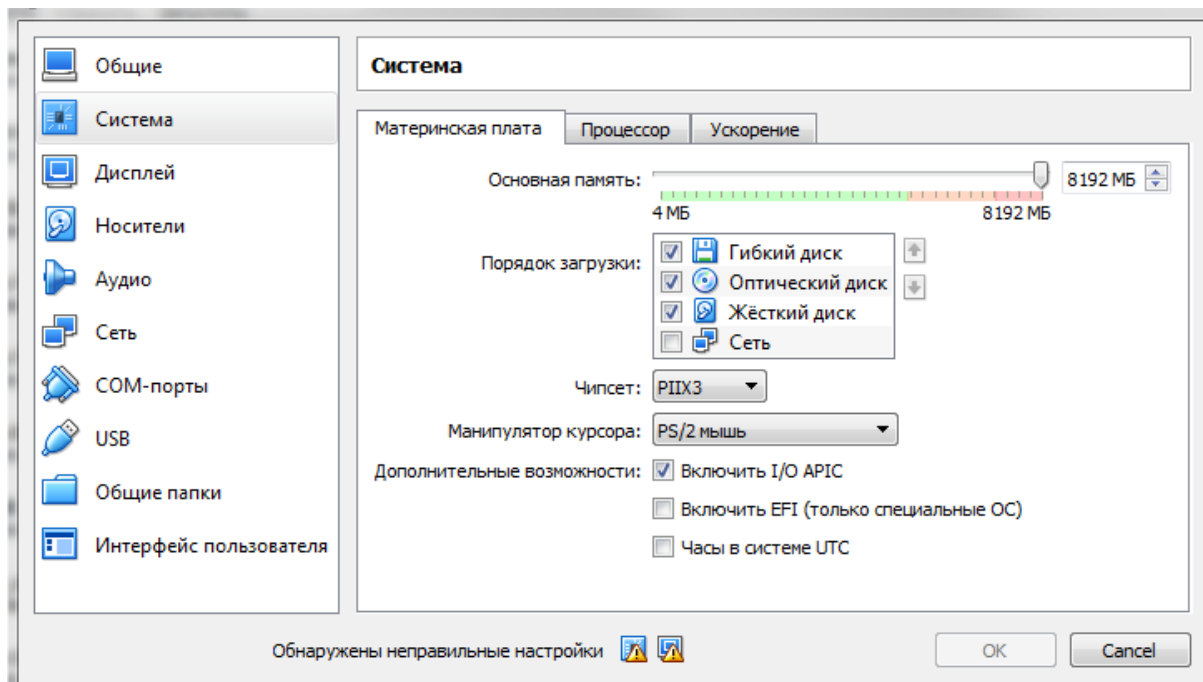 Общие
Система
Дисплей
Носители
Аудио
Сеть
COM-порты
USB
Общие папки
Интерфейс пользователя
Система
Материнская плата
Процессор
Ускорение
Основная память:
8192 МБ
4 МБ
8192 МБ
Порядок загрузки:
Гибкий диск
Оптический диск
Жёсткий диск
Сеть
Чипсет:
PIIX3
Манипулятор курсора:
PS/2 мышь
Дополнительные возможности:
Включить I/O APIC
Включить EFI (только специальные ОС)
Часы в системе UTC
Обнаружены неправильные настройки
OK
Cancel